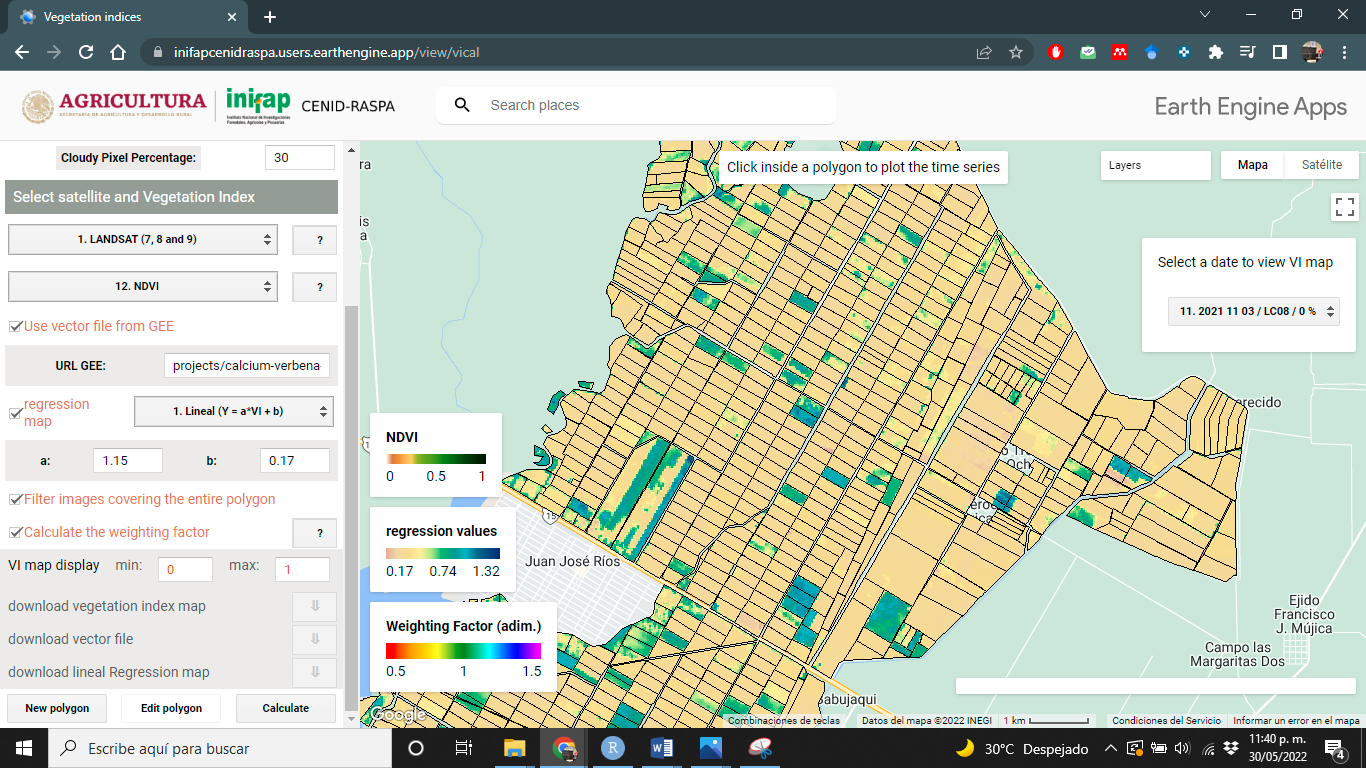 Vegetation indices
inifapcenidraspa.users.earthengine.app/view/vical
AGRICULTURA
SECRETARÍA DE AGRICULTURA Y DESARROLLO RURAL
inifap
Instituto Nacional de Investigaciones
Forestales, Agrícolas y Pecuarias
CENID-RASPA
Search places
Earth Engine Apps
Cloudy Pixel Percentage:
30
Select satellite and Vegetation Index
1. LANDSAT (7, 8 and 9)
?
12. NDVI
?
Use vector file from GEE
URL GEE:
projects/calcium-verbena
regression
map
1. Lineal (Y = a*VI + b)
a:
1.15
b:
0.17
Filter images covering the entire polygon
Calculate the weighting factor
?
VI map display
min:
0
max:
1
download vegetation index map
download vector file
download lineal Regression map
New polygon
Edit polygon
Calculate
Click inside a polygon to plot the time series
Layers
Mapa
Satélite
Select a date to view VI map
11. 2021 11 03 / LC08 / 0 %
NDVI
0 0.5 1
regression values
0.17 0.74 1.32
Weighting Factor (adim.)
0.5 1 1.5
ra
is
a
15
Juan José Ríos
erecido
Och
eroe
ica
Ejido
Francisco
J. Mújica
Campo las
Margaritas Dos
Babujaqui
Google
Combinaciones de teclas
Datos del mapa ©2022 INEGI
1 km
Condiciones del Servicio
Informar un error en el mapa
Escribe aquí para buscar
30°C Despejado
11:40 p. m.
30/05/2022
4